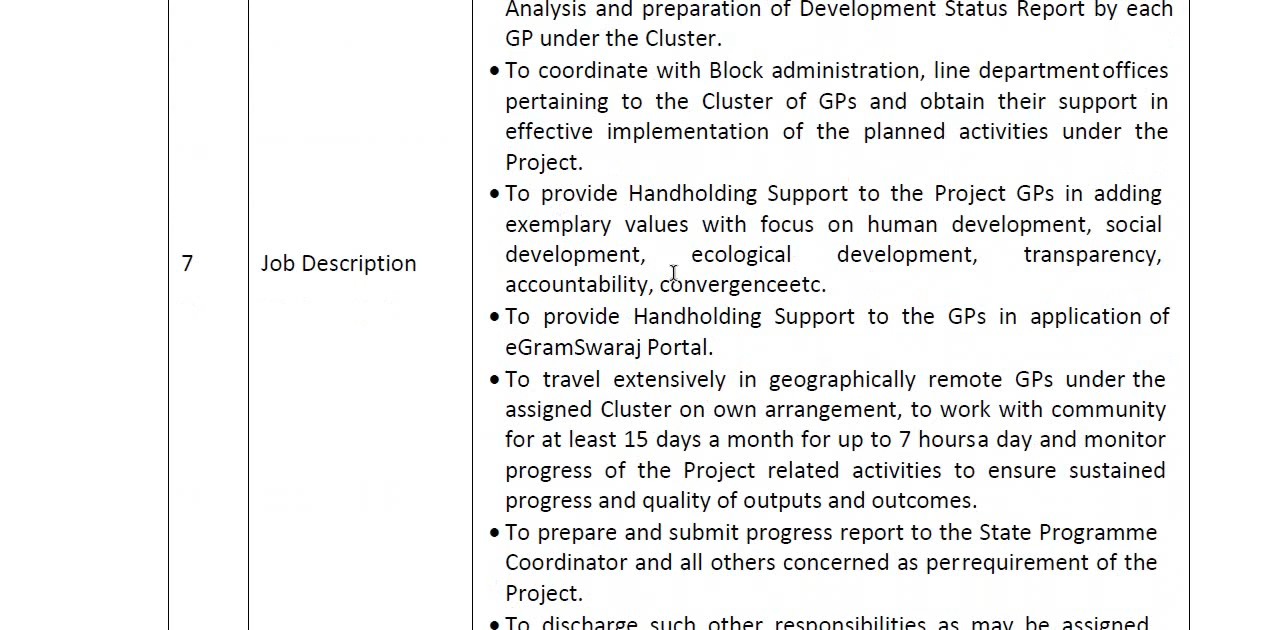 Analysis and preparation of Development Status Report by each
GP under the Cluster.
•To coordinate with Block administration, line departmentoffices
pertaining to the Cluster of GPs and obtain their support in
effective implementation of the planned activities under the
Project.
•To provide Handholding Support to the Project GPs in adding
exemplary values with focus on human development, social
7 Job Description
development, ecological development, transparency,
accountability, convergenceetc.
•To provide Handholding Support to the GPs in application of
eGramSwaraj Portal.
•To travel extensively in geographically remote GPs under the
assigned Cluster on own arrangement, to work with community
for at least 15 days a month for up to 7 hoursa day and monitor
progress of the Project related activities to ensure sustained
progress and quality of outputs and outcomes.
•To prepare and submit progress report to the State Programme
Coordinator and all others concerned as perrequirement of the
Project.
•To discharge such other responsibilities as may be assigned